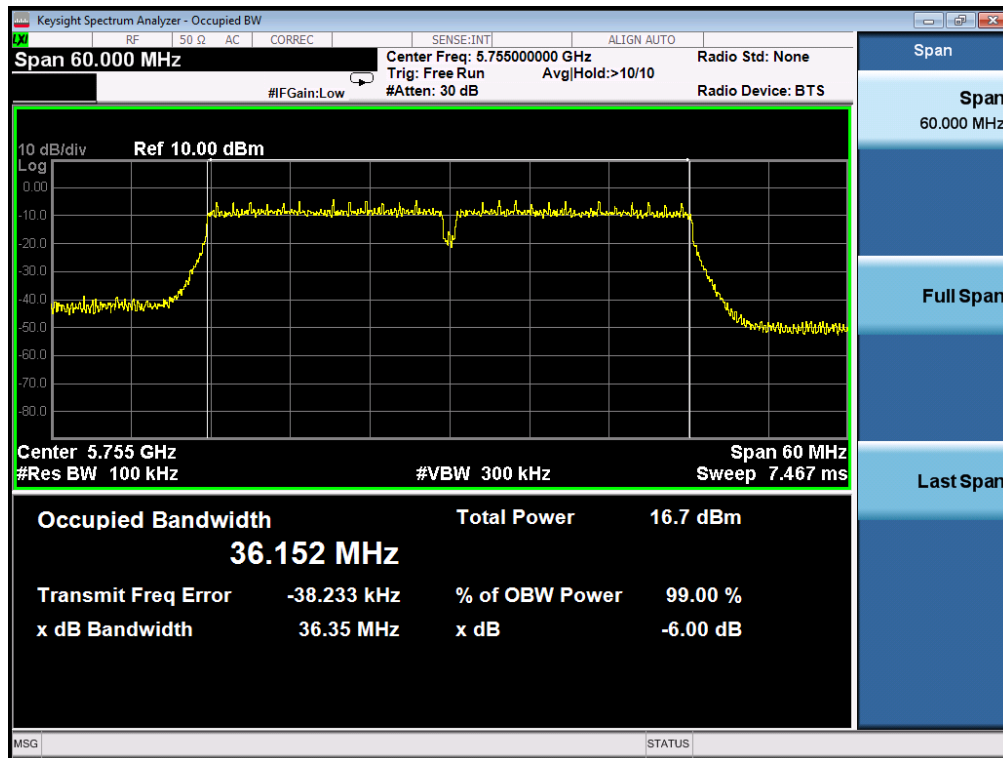 Keysight Spectrum Analyzer - Occupied BW
LXI RF 50 Ω AC CORREC SENSE:INT ALIGN AUTO
Span 60.000 MHz
Center Freq: 5.755000000 GHz Radio Std: None
Trig: Free Run Avg|Hold:>10/10
#IFGain:Low #Atten: 30 dB Radio Device: BTS
10 dB/div Ref 10.00 dBm
Log
0.00
-10.0
-20.0
-30.0
-40.0
-50.0
-60.0
-70.0
-80.0
Center 5.755 GHz Span 60 MHz
#Res BW 100 kHz #VBW 300 kHz Sweep 7.467 ms
Occupied Bandwidth Total Power 16.7 dBm
36.152 MHz
Transmit Freq Error -38.233 kHz % of OBW Power 99.00 %
x dB Bandwidth 36.35 MHz x dB -6.00 dB
MSG STATUS
Span
Span
60.000 MHz
Full Span
Last Span